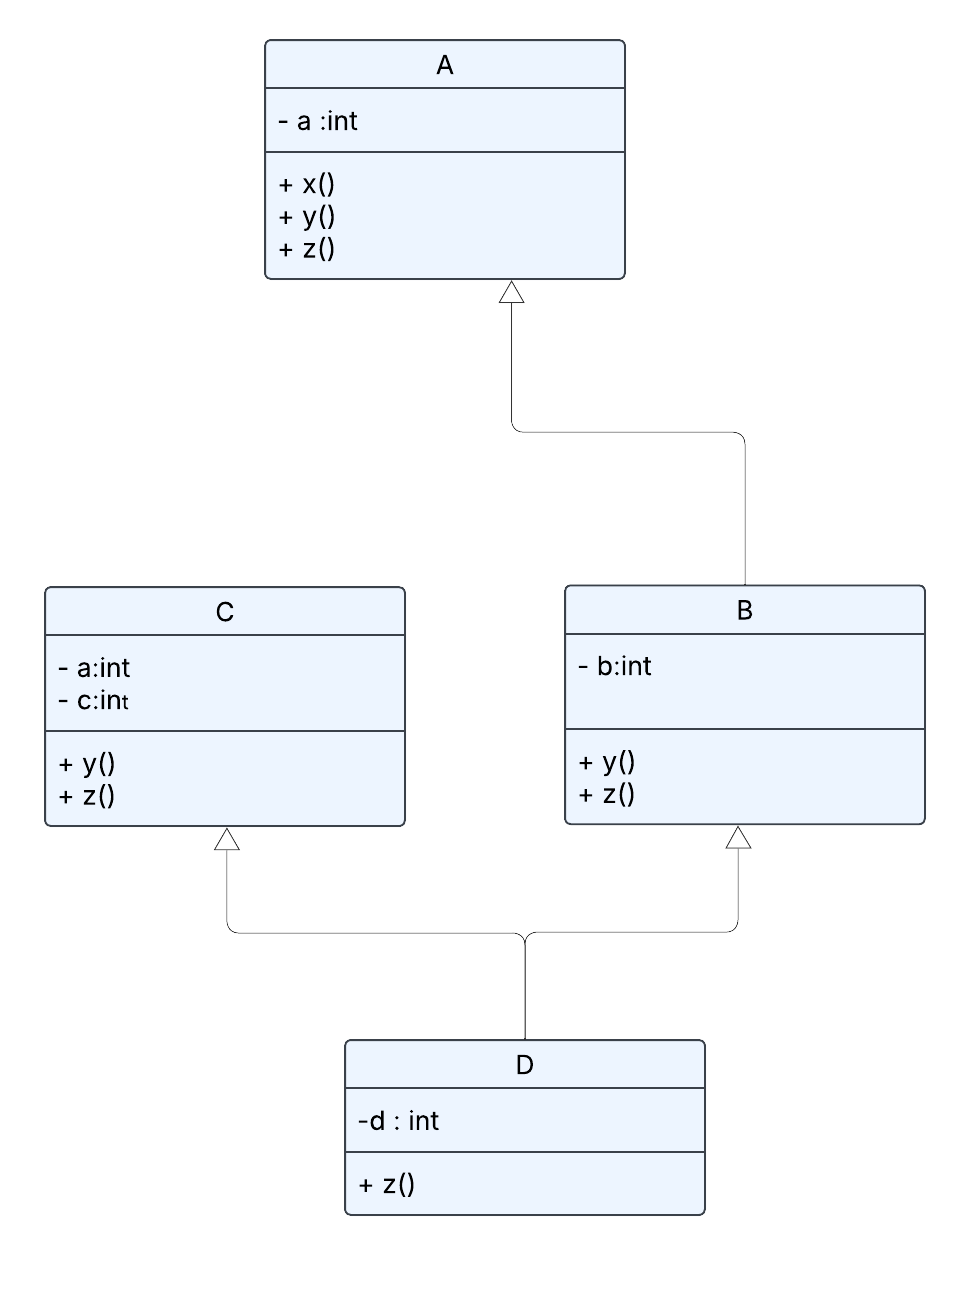 A
- a :int
+ x()
+ y()
+ z()
C
- a:int
- c:int
+ y()
+ z()
B
- b:int
+ y()
+ z()
D
-d : int
+ z()